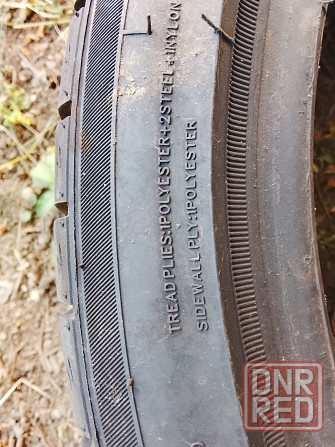 TREAD PLIES:1POLYESTER+2STEEL+1NYLON
SIDEWALL PLY:1POLYESTER
DNR
RED